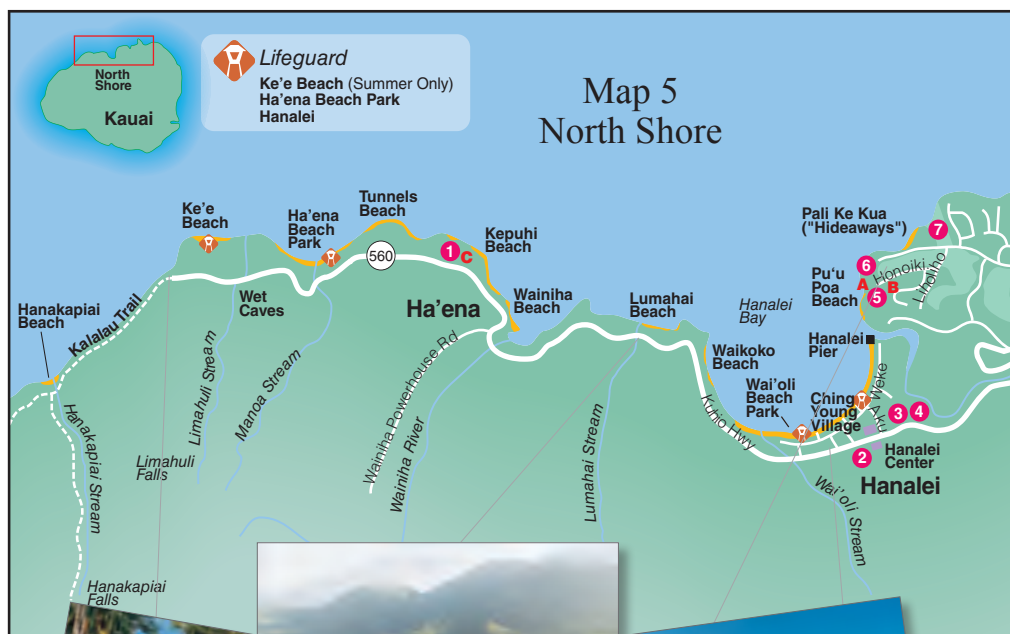 North
Shore
Kauai
Lifeguard
Ke'e Beach (Summer Only)
Ha'ena Beach Park
Hanalei
Map 5
North Shore
Ke'e
Beach
Ha'ena
Beach
Park
Tunnels
Beach
560
1
C
Kepuhi
Beach
Pali Ke Kua
("Hideaways")
7
6
A
Honoiki
B
5
Liholiho
Pu'u
Poa
Beach
Hanakapiai
Beach
Kalalau Trail
Wet
Caves
Ha'ena
Wainiha
Beach
Lumahai
Beach
Hanalei
Bay
Hanalei
Pier
Waikoko
Beach
Wai'oli
Beach
Park
Ching
Young
Village
Weke
Aku
3
4
2
Hanalei
Center
Hanalei
Kuhio Hwy
Wai'oli Stream
Limahuli Stream
Manoa Stream
Wainiha Powerhouse Rd
Wainiha River
Lumahai Stream
Limahuli
Falls
Hanakapiai Stream
Hanakapiai
Falls